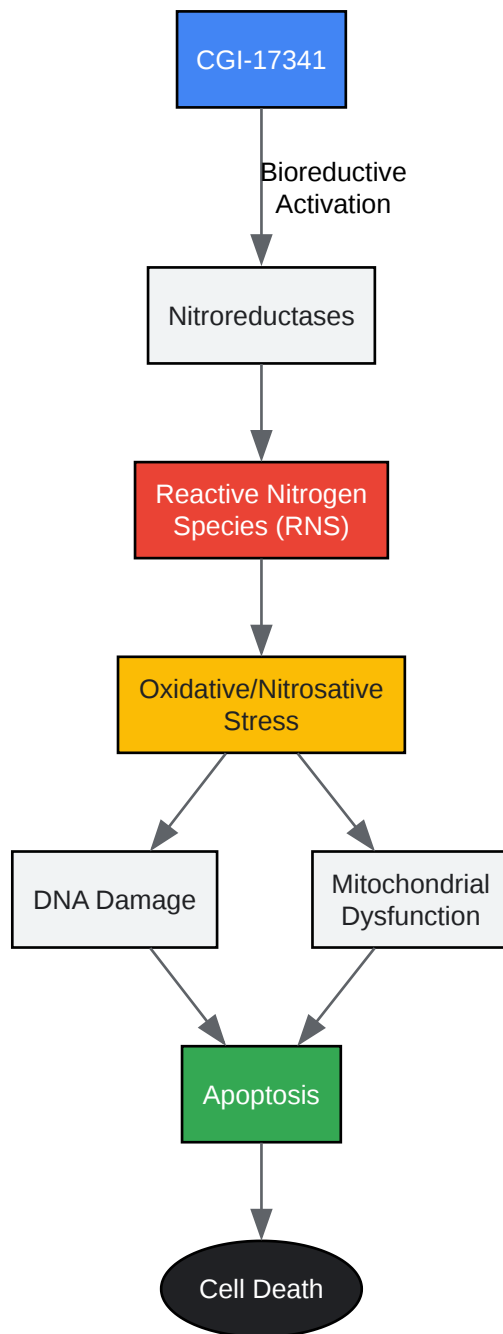 CGI-17341
Bioreductive
Activation
Nitroreductases
Reactive Nitrogen
Species (RNS)
Oxidative/Nitrosative
Stress
DNA Damage
Mitochondrial
Dysfunction
Apoptosis
Cell Death